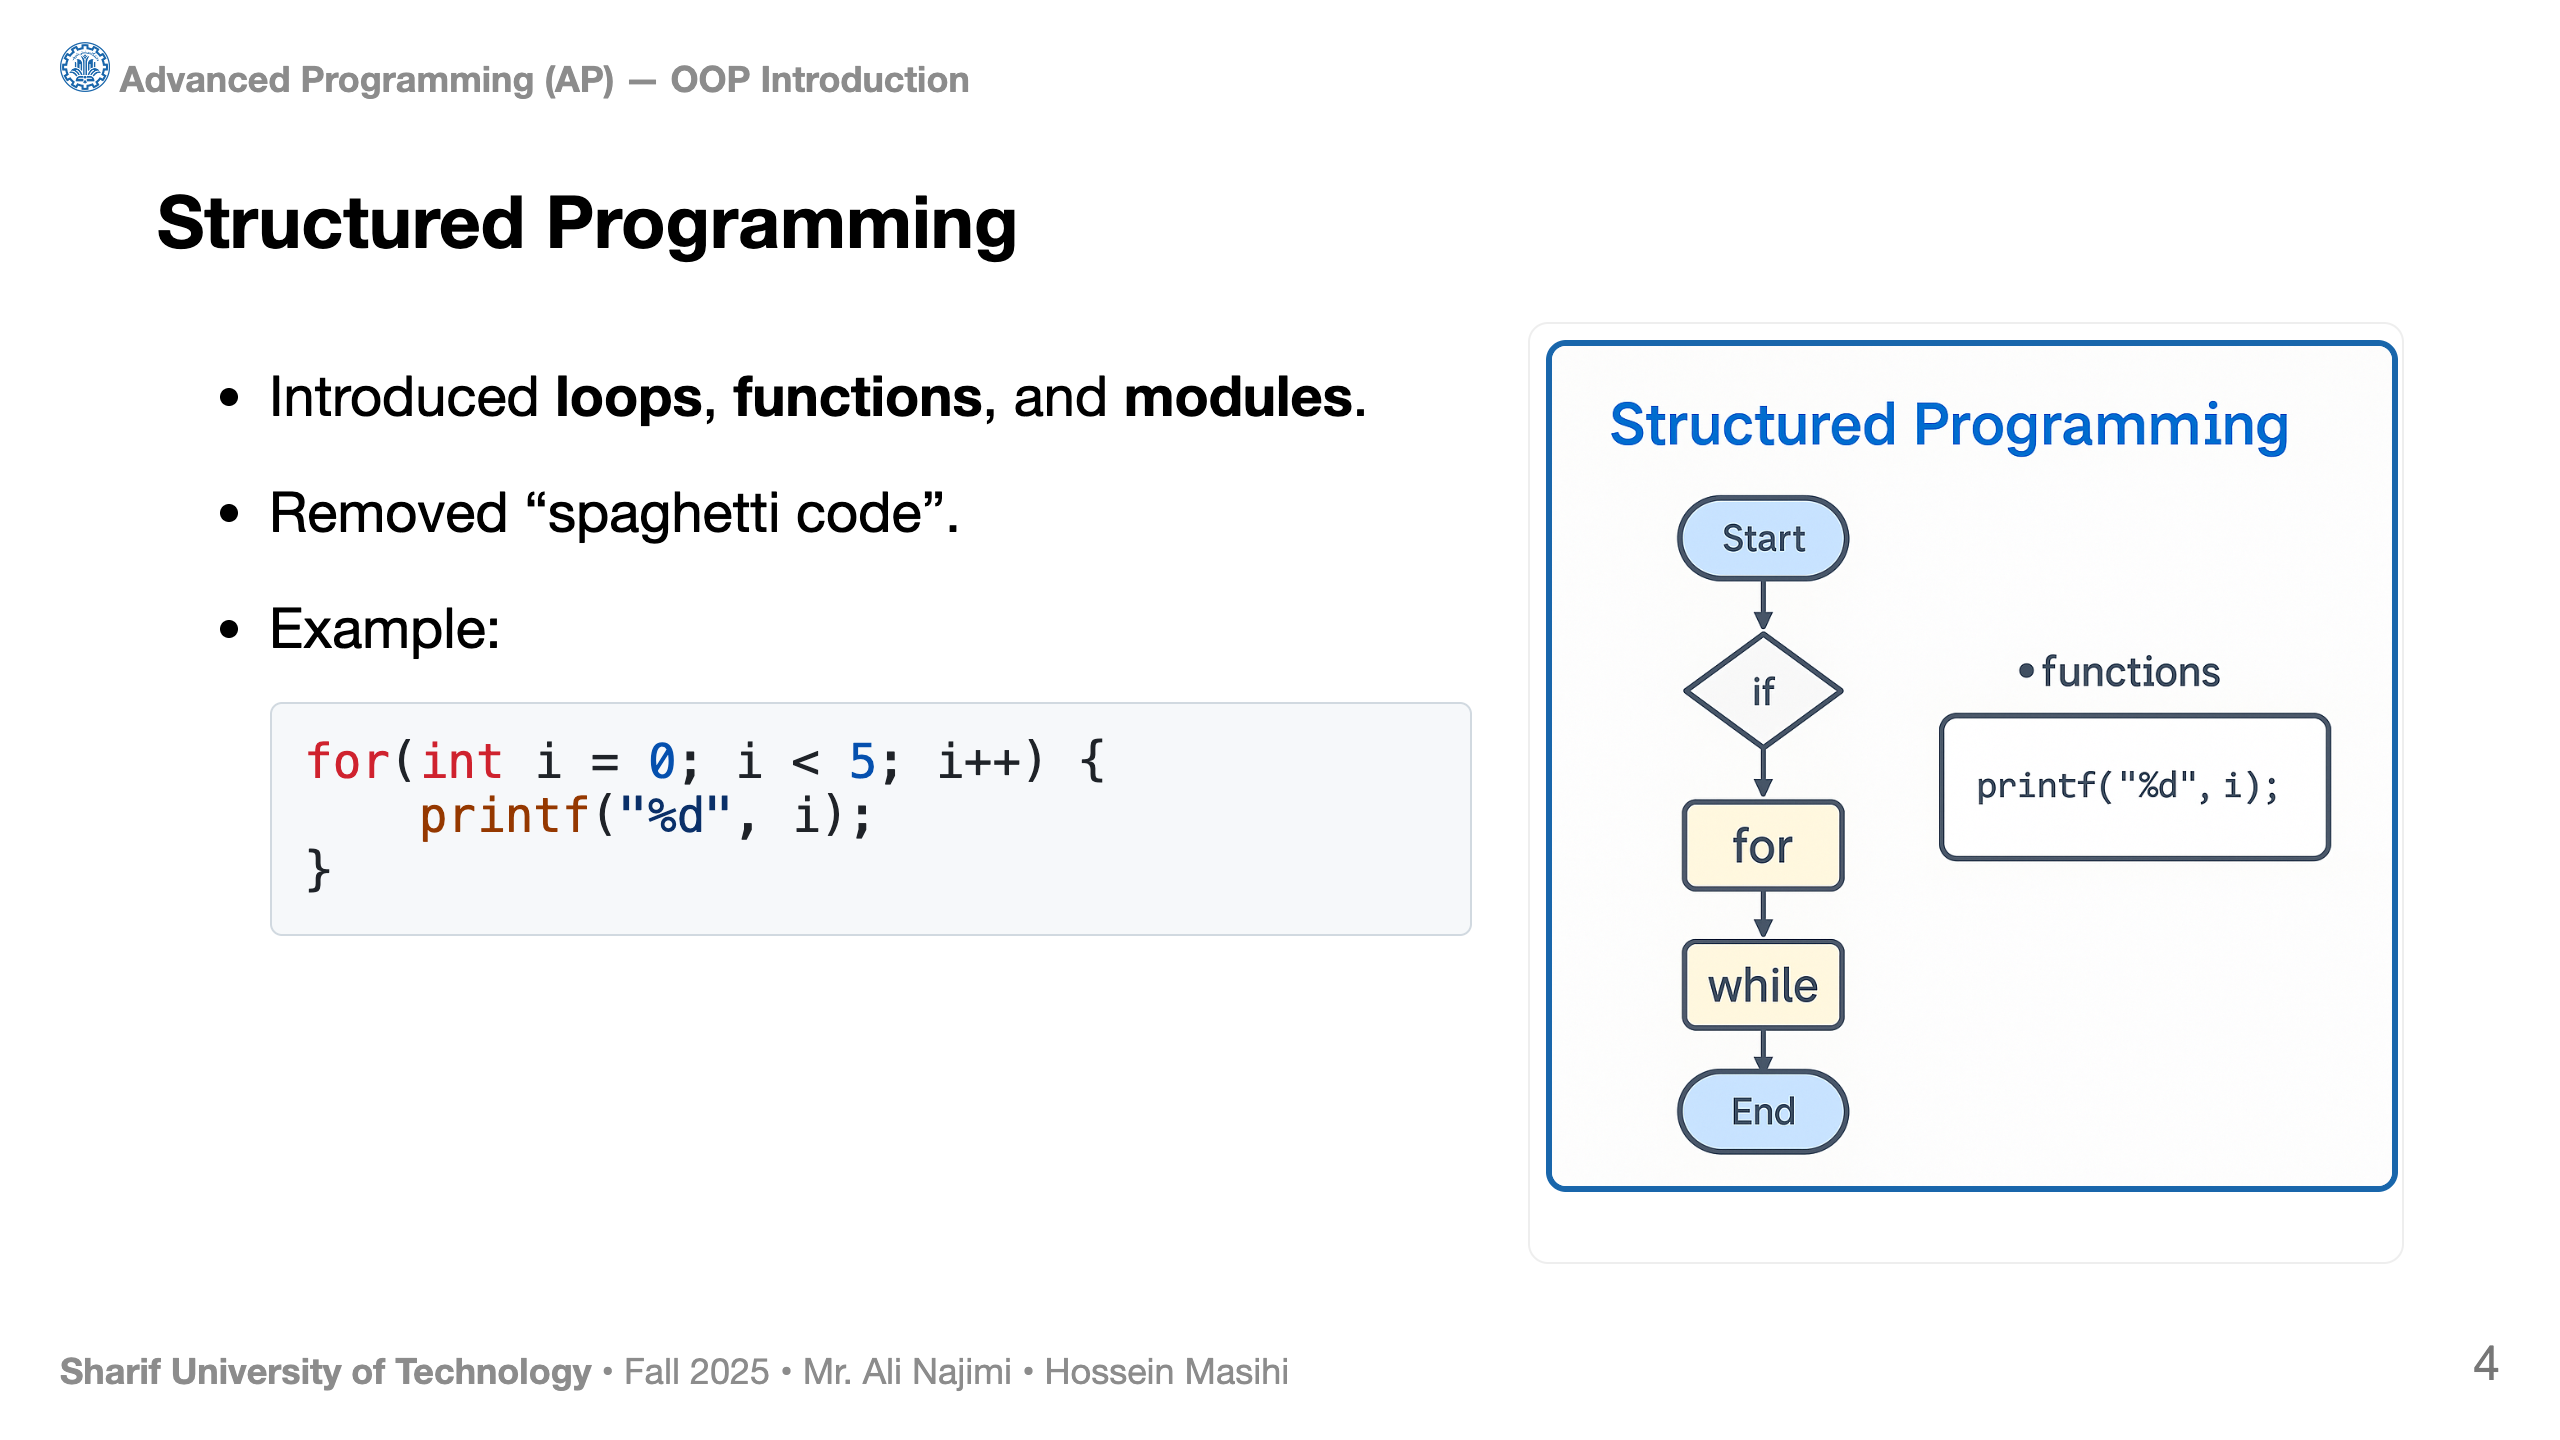 Advanced Programming (AP) — OOP Introduction
Structured Programming
• Introduced loops, functions, and modules.
• Removed “spaghetti code”.
• Example:
for(int i = 0; i < 5; i++) {
    printf("%d", i);
}
Structured Programming
Start
if
for
while
End
• functions
printf("%d", i);
Sharif University of Technology • Fall 2025 • Mr. Ali Najimi • Hossein Masihi
4